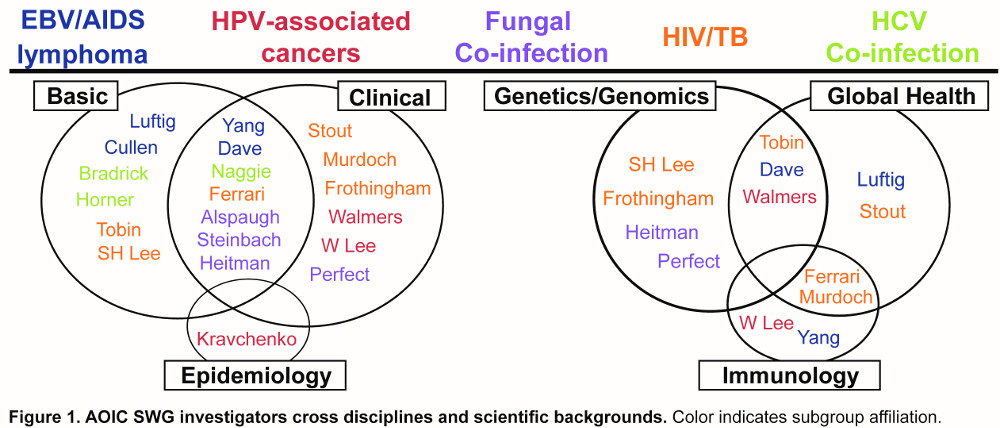 EBV/AIDS
lymphoma
HPV-associated
cancers
Fungal
Co-infection
HIV/TB
HCV
Co-infection
Basic
Clinical
Luftig
Cullen
Bradrick
Horner
Tobin
SH Lee
Yang
Dave
Naggie
Ferrari
Alspaugh
Steinbach
Heitman
Stout
Murdoch
Frothingham
Walmers
W Lee
Perfect
Kravchenko
Epidemiology
Genetics/Genomics
Global Health
SH Lee
Frothingham
Heitman
Perfect
Tobin
Dave
Walmers
Luftig
Stout
Ferrari
Murdoch
W Lee
Yang
Immunology
Figure 1. AOIC SWG investigators cross disciplines and scientific backgrounds. Color indicates subgroup affiliation.